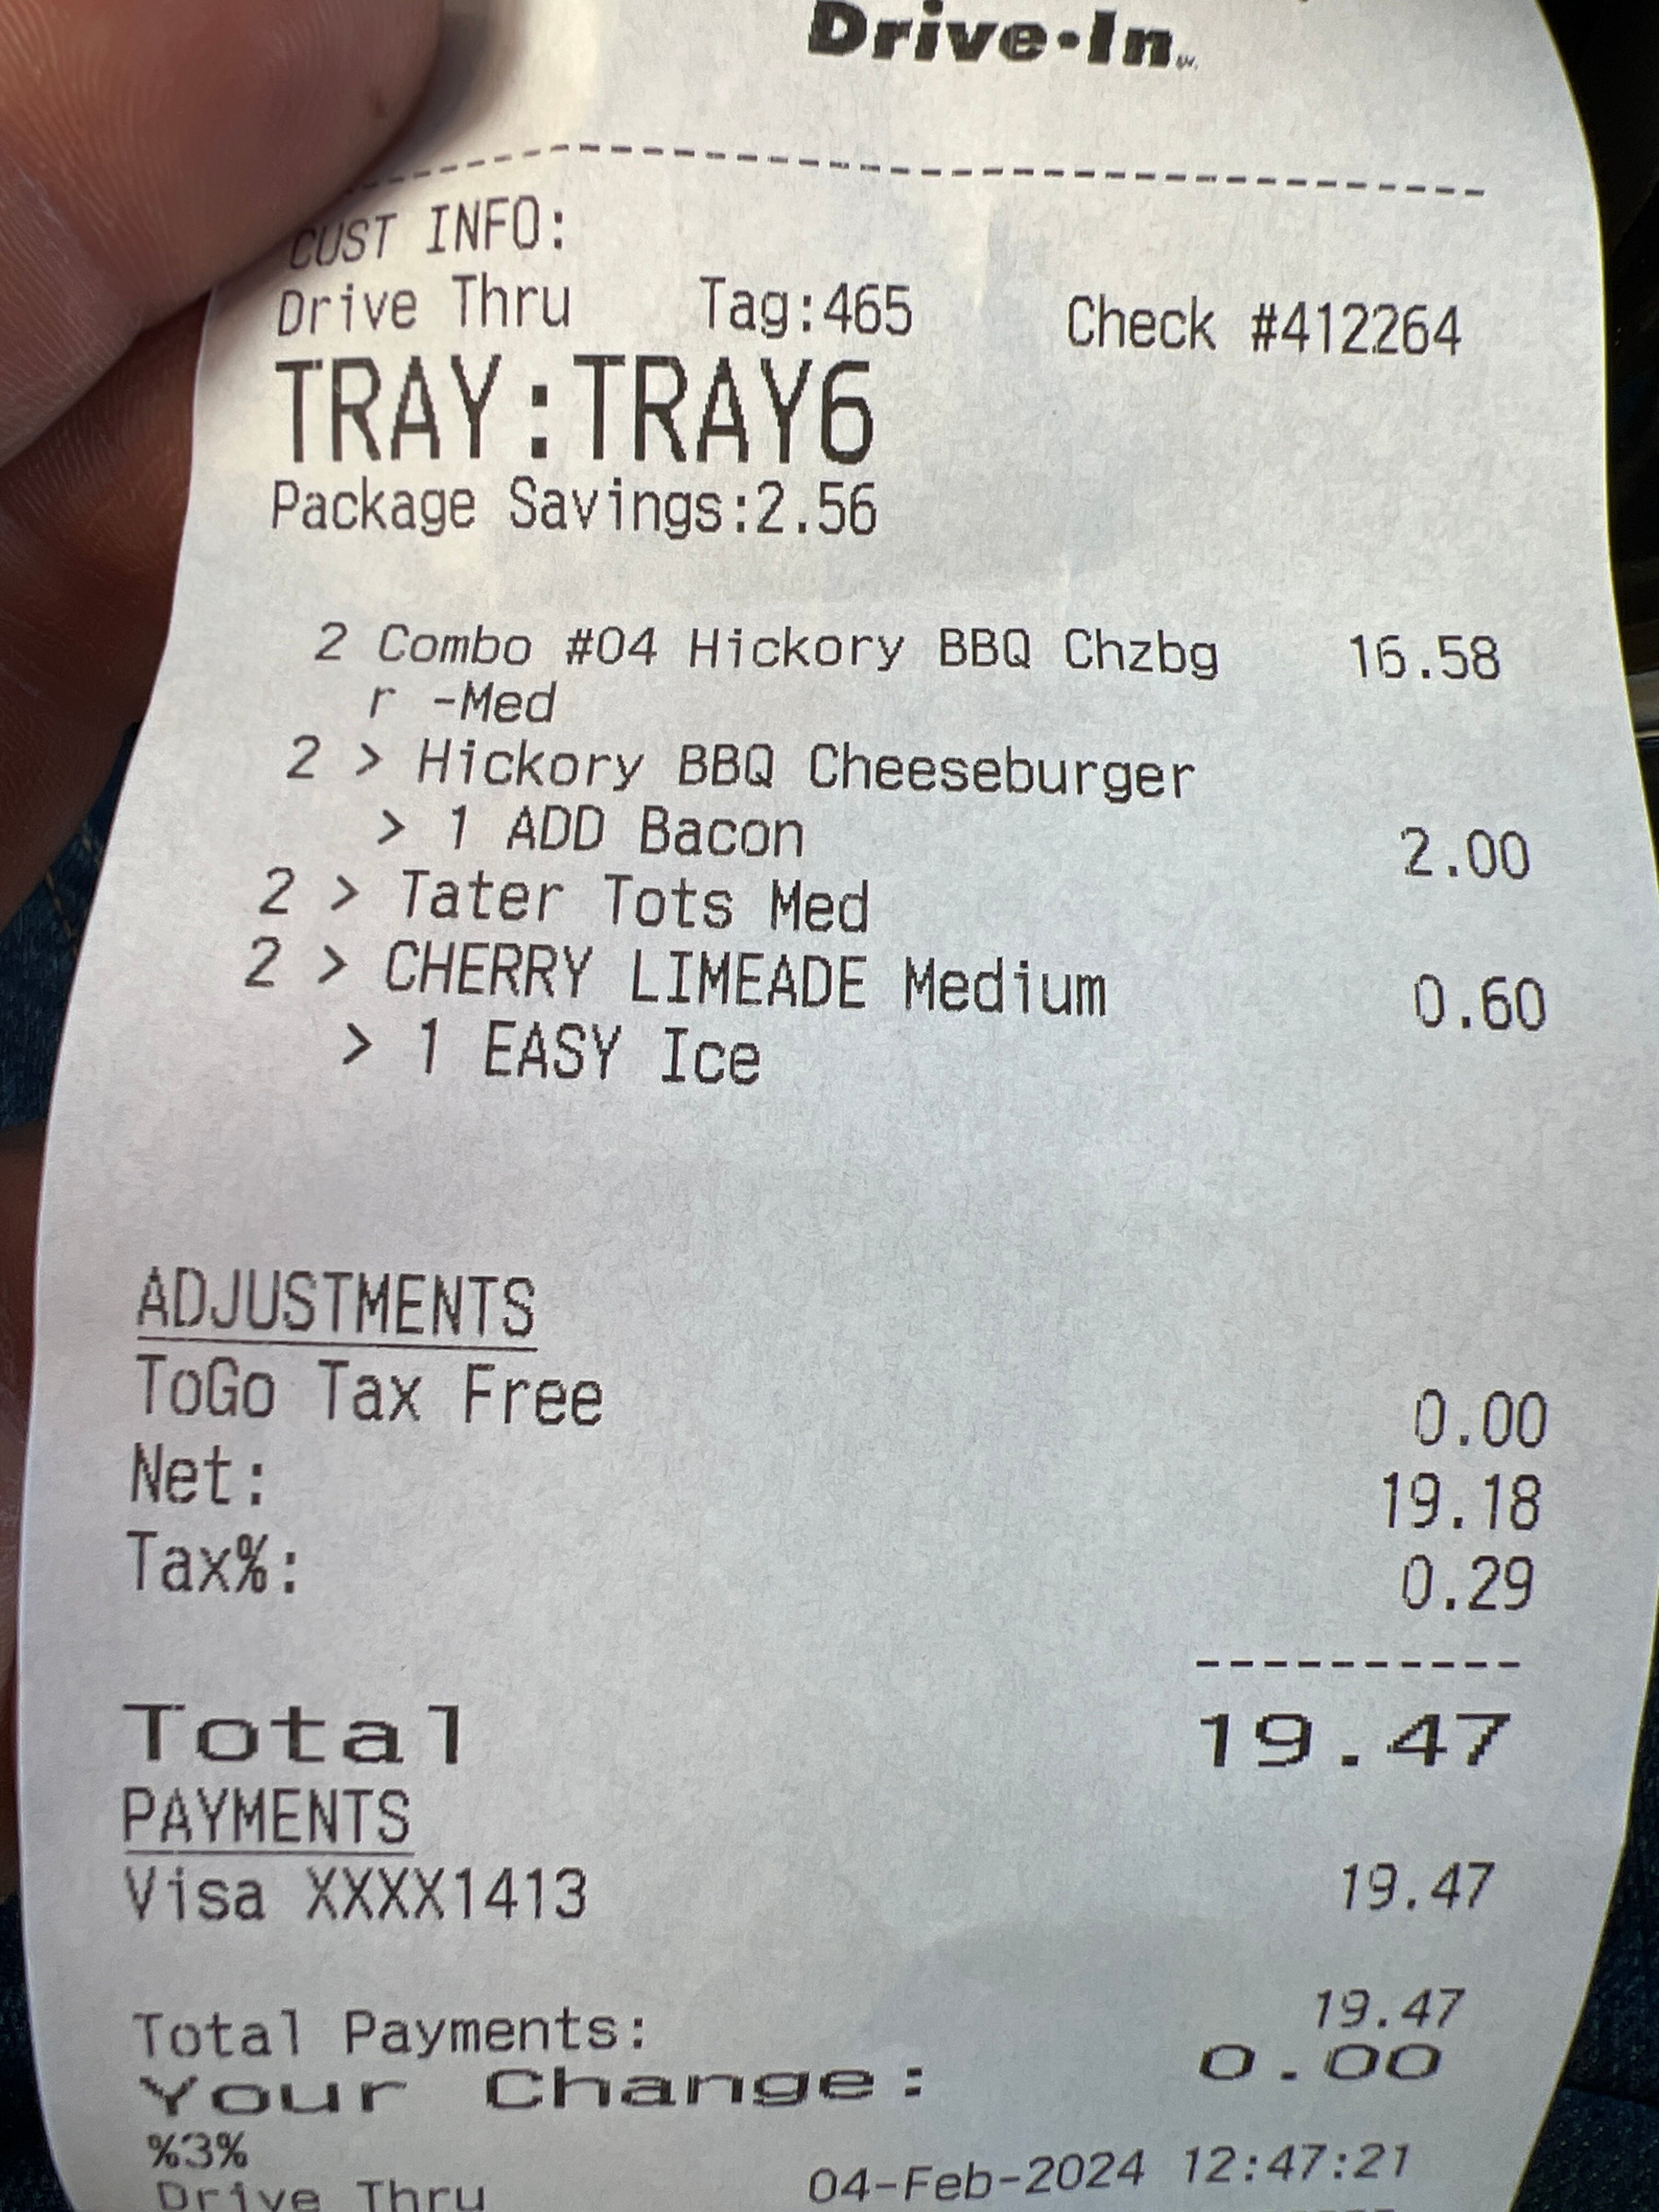 Drive-In
CUST INFO:
Drive Thru Tag:465 Check #412264
TRAY:TRAY6
Package Savings:2.56
2 Combo #04 Hickory BBQ Chzbg 16.58
r -Med
2 > Hickory BBQ Cheeseburger
> 1 ADD Bacon 2.00
2 > Tater Tots Med
2 > CHERRY LIMEADE Medium 0.60
> 1 EASY Ice
ADJUSTMENTS
ToGo Tax Free 0.00
Net: 19.18
Tax%: 0.29
Total 19.47
PAYMENTS
Visa XXXX1413 19.47
Total Payments: 19.47
Your Change: 0.00
%3%
Drive Thru 04-Feb-2024 12:47:21